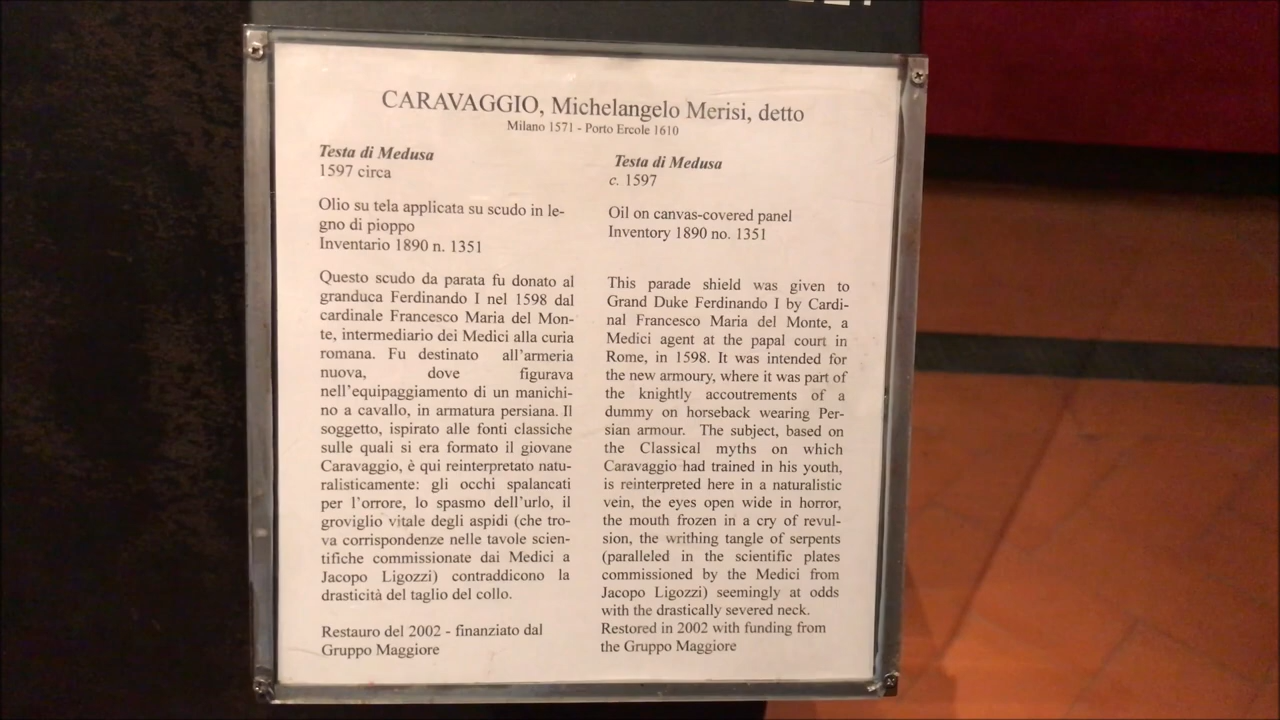 CARAVAGGIO, Michelangelo Merisi, detto
Milano 1571 - Porto Ercole 1610
Testa di Medusa
1597 circa
Olio su tela applicata su scudo in le-
gno di pioppo
Inventario 1890 n. 1351
Questo scudo da parata fu donato al
granduca Ferdinando I nel 1598 dal
cardinale Francesco Maria del Mon-
te, intermediario dei Medici alla curia
romana. Fu destinato all'armeria
nuova, dove figurava
nell'equipaggiamento di un manichi-
no a cavallo, in armatura persiana. Il
soggetto, ispirato alle fonti classiche
sulle quali si era formato il giovane
Caravaggio, è qui reinterpretato natu-
ralisticamente: gli occhi spalancati
per l'orrore, lo spasmo dell'urlo, il
groviglio vitale degli aspidi (che tro-
va corrispondenze nelle tavole scien-
tifiche commissionate dai Medici a
Jacopo Ligozzi) contraddicono la
drasticità del taglio del collo.
Restauro del 2002 - finanziato dal
Gruppo Maggiore
Testa di Medusa
c. 1597
Oil on canvas-covered panel
Inventory 1890 no. 1351
This parade shield was given to
Grand Duke Ferdinando I by Cardi-
nal Francesco Maria del Monte, a
Medici agent at the papal court in
Rome, in 1598. It was intended for
the new armoury, where it was part of
the knightly accoutrements of a
dummy on horseback wearing Per-
sian armour. The subject, based on
the Classical myths on which
Caravaggio had trained in his youth,
is reinterpreted here in a naturalistic
vein, the eyes open wide in horror,
the mouth frozen in a cry of revul-
sion, the writhing tangle of serpents
(paralleled in the scientific plates
commissioned by the Medici from
Jacopo Ligozzi) seemingly at odds
with the drastically severed neck.
Restored in 2002 with funding from
the Gruppo Maggiore